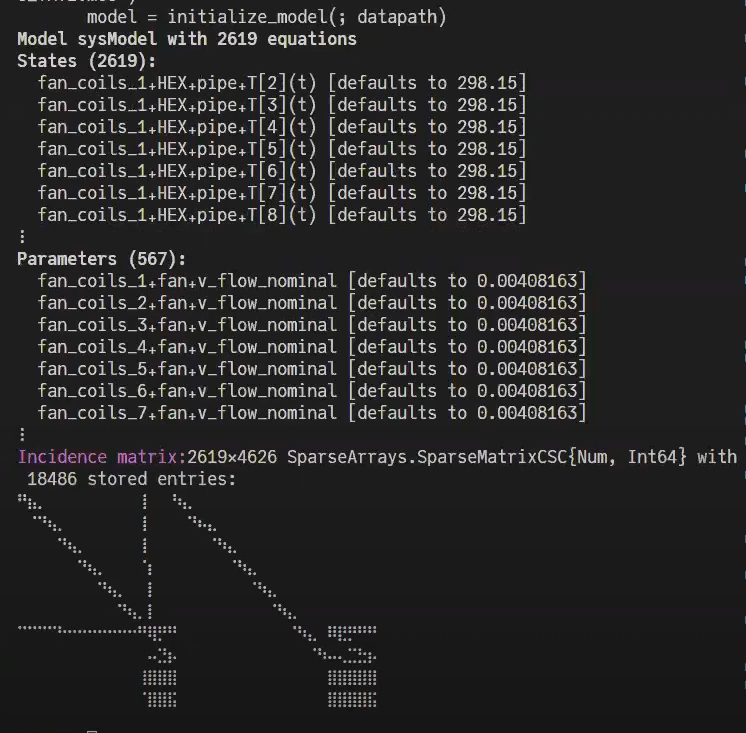 model = initialize_model(; datapath)
Model sysModel with 2619 equations
States (2619):
fan_coils_1₊HEX₊pipe₊T[2](t) [defaults to 298.15]
fan_coils_1₊HEX₊pipe₊T[3](t) [defaults to 298.15]
fan_coils_1₊HEX₊pipe₊T[4](t) [defaults to 298.15]
fan_coils_1₊HEX₊pipe₊T[5](t) [defaults to 298.15]
fan_coils_1₊HEX₊pipe₊T[6](t) [defaults to 298.15]
fan_coils_1₊HEX₊pipe₊T[7](t) [defaults to 298.15]
fan_coils_1₊HEX₊pipe₊T[8](t) [defaults to 298.15]
⋮
Parameters (567):
fan_coils_1₊fan₊v_flow_nominal [defaults to 0.00408163]
fan_coils_2₊fan₊v_flow_nominal [defaults to 0.00408163]
fan_coils_3₊fan₊v_flow_nominal [defaults to 0.00408163]
fan_coils_4₊fan₊v_flow_nominal [defaults to 0.00408163]
fan_coils_5₊fan₊v_flow_nominal [defaults to 0.00408163]
fan_coils_6₊fan₊v_flow_nominal [defaults to 0.00408163]
fan_coils_7₊fan₊v_flow_nominal [defaults to 0.00408163]
⋮
Incidence matrix:2619×4626 SparseArrays.SparseMatrixCSC{Num, Int64} with
18486 stored entries: